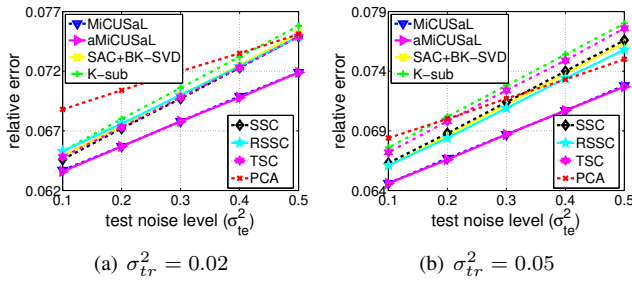 0.077
0.072
0.067
0.062
relative error
MiCUSaL
aMiCUSaL
SAC+BK−SVD
K−sub
SSC
RSSC
TSC
PCA
0.1 0.2 0.3 0.4 0.5
test noise level (σ²te)
(a) σ²tr = 0.02
0.079
0.074
0.069
0.064
relative error
MiCUSaL
aMiCUSaL
SAC+BK−SVD
K−sub
SSC
RSSC
TSC
PCA
0.1 0.2 0.3 0.4 0.5
test noise level (σ²te)
(b) σ²tr = 0.05